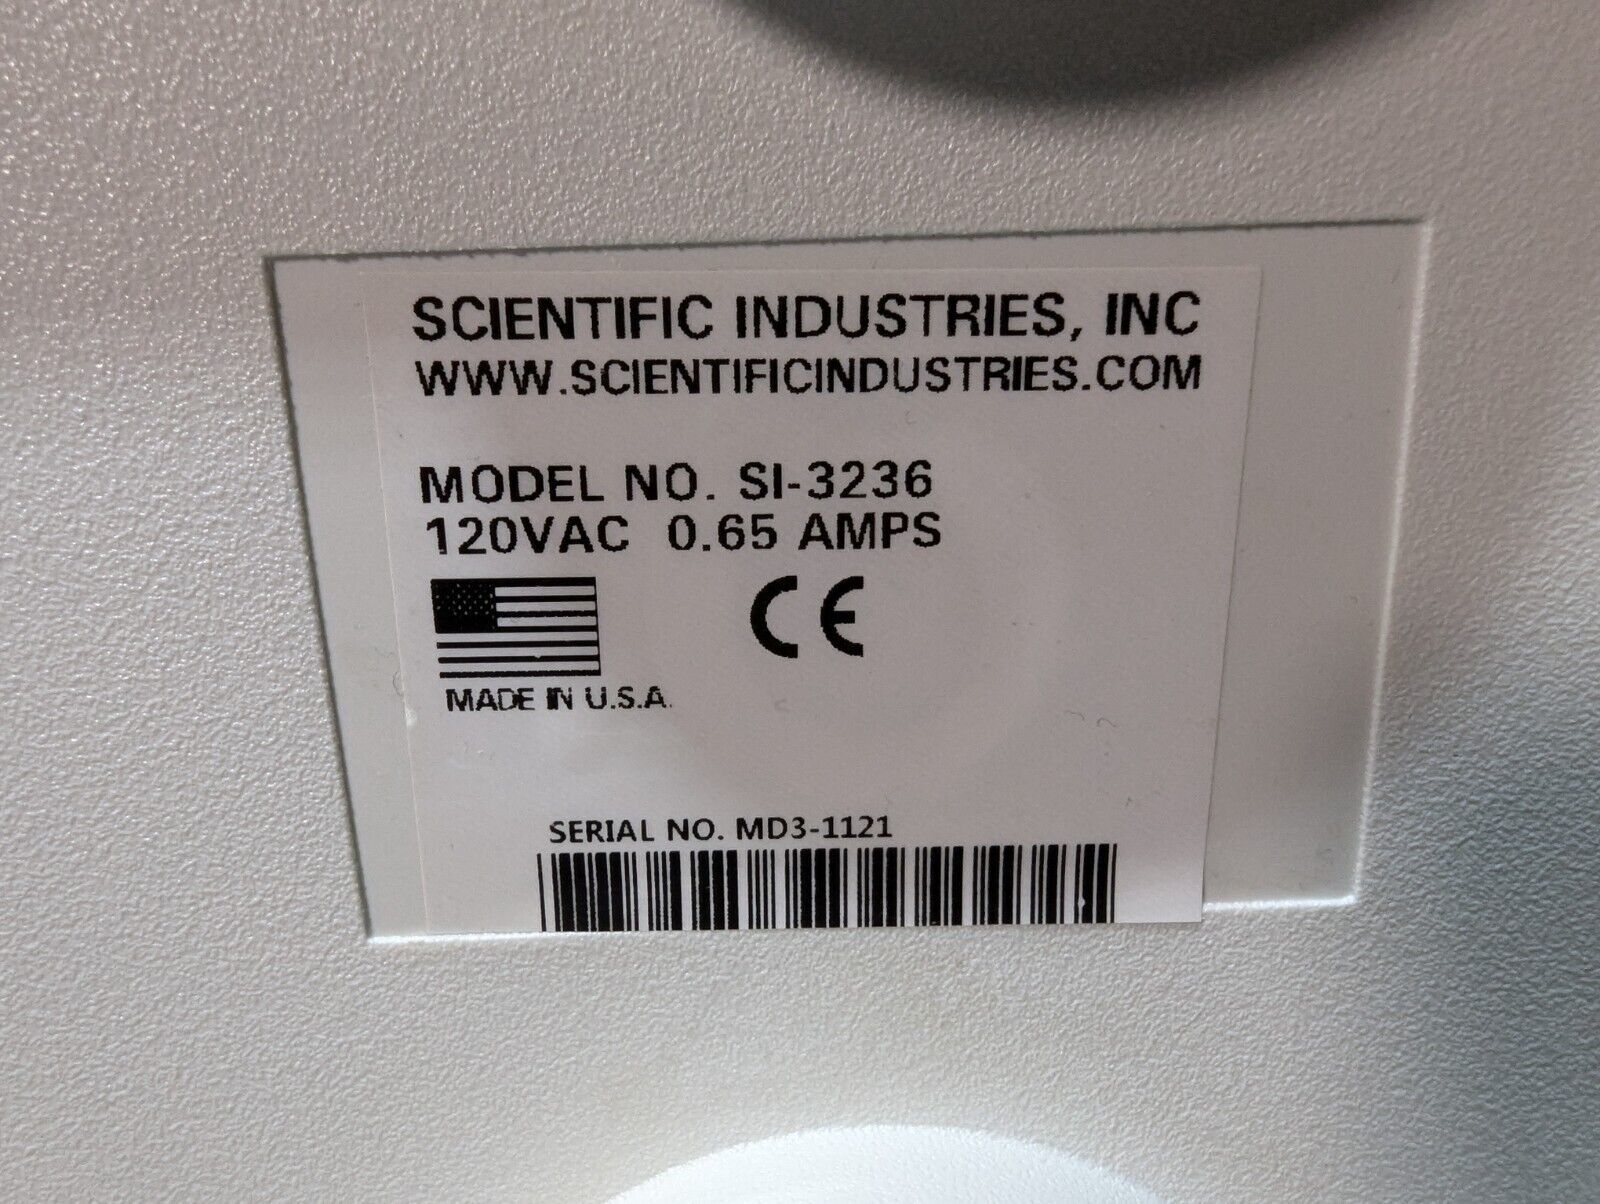 SCIENTIFIC INDUSTRIES, INC
WWW.SCIENTIFICINDUSTRIES.COM
MODEL NO. SI-3236
120VAC 0.65 AMPS
CE
MADE IN U.S.A.
SERIAL NO. MD3-1121